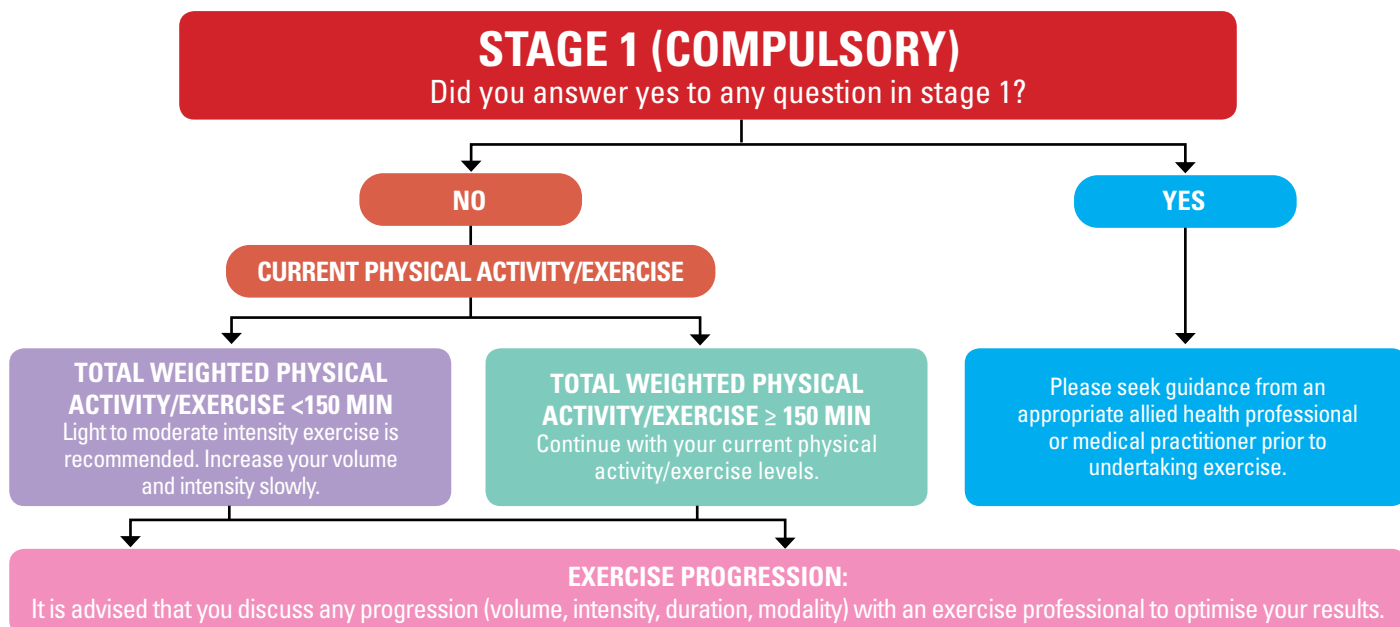 STAGE 1 (COMPULSORY)
Did you answer yes to any question in stage 1?
NO
YES
CURRENT PHYSICAL ACTIVITY/EXERCISE
TOTAL WEIGHTED PHYSICAL
ACTIVITY/EXERCISE <150 MIN
Light to moderate intensity exercise is
recommended. Increase your volume
and intensity slowly.
TOTAL WEIGHTED PHYSICAL
ACTIVITY/EXERCISE ≥ 150 MIN
Continue with your current physical
activity/exercise levels.
Please seek guidance from an
appropriate allied health professional
or medical practitioner prior to
undertaking exercise.
EXERCISE PROGRESSION:
It is advised that you discuss any progression (volume, intensity, duration, modality) with an exercise professional to optimise your results.